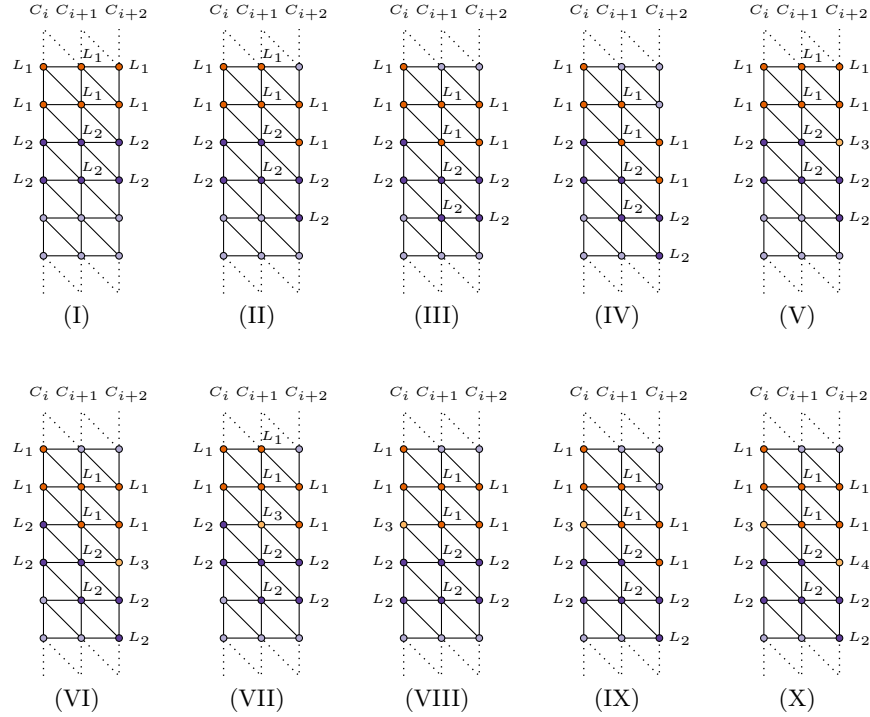 C_i C_{i+1} C_{i+2} C_i C_{i+1} C_{i+2} C_i C_{i+1} C_{i+2} C_i C_{i+1} C_{i+2} C_i C_{i+1} C_{i+2}
L_1 L_1 L_1
L_1 L_1 L_1 L_1 L_1 L_1 L_1
L_1 L_1 L_1 L_1 L_1
L_1 L_1 L_1 L_1 L_1 L_1 L_1 L_1 L_1
L_2 L_2 L_1 L_1 L_2
L_2 L_2 L_2 L_1 L_2 L_1 L_2 L_1 L_2 L_3
L_2 L_2 L_2 L_2 L_2
L_2 L_2 L_2 L_2 L_2 L_2 L_2 L_1 L_2 L_2
L_2 L_2
L_2 L_2 L_2
L_2
(I) (II) (III) (IV) (V)
C_i C_{i+1} C_{i+2} C_i C_{i+1} C_{i+2} C_i C_{i+1} C_{i+2} C_i C_{i+1} C_{i+2} C_i C_{i+1} C_{i+2}
L_1
L_1 L_1 L_1 L_1 L_1
L_1 L_1 L_1 L_1 L_1
L_1 L_1 L_1 L_1 L_1 L_1 L_1 L_1 L_1
L_1 L_3 L_1 L_1 L_1
L_2 L_1 L_2 L_1 L_3 L_1 L_3 L_1 L_3 L_1
L_2 L_2 L_2 L_2 L_2
L_2 L_3 L_2 L_2 L_2 L_2 L_2 L_1 L_2 L_4
L_2 L_2 L_2 L_2 L_2
L_2 L_2 L_2 L_2 L_2 L_2 L_2 L_2
L_2 L_2 L_2
(VI) (VII) (VIII) (IX) (X)